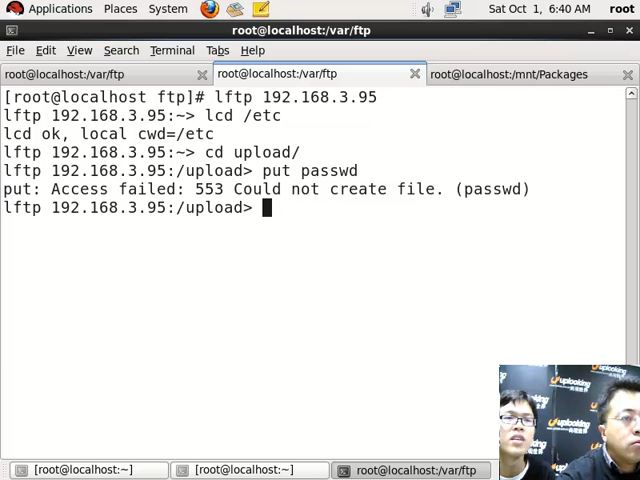 Applications Places System Sat Oct 1, 6:40 AM root
root@localhost:/var/ftp
File Edit View Search Terminal Tabs Help
root@localhost:/var/ftp root@localhost:/var/ftp root@localhost:/mnt/Packages
[root@localhost ftp]# lftp 192.168.3.95
lftp 192.168.3.95:~> lcd /etc
lcd ok, local cwd=/etc
lftp 192.168.3.95:~> cd upload/
lftp 192.168.3.95:/upload> put passwd
put: Access failed: 553 Could not create file. (passwd)
lftp 192.168.3.95:/upload>
uplooking
uplooking
uplooking
[root@localhost:~] [root@localhost:~] root@localhost:/var/ftp